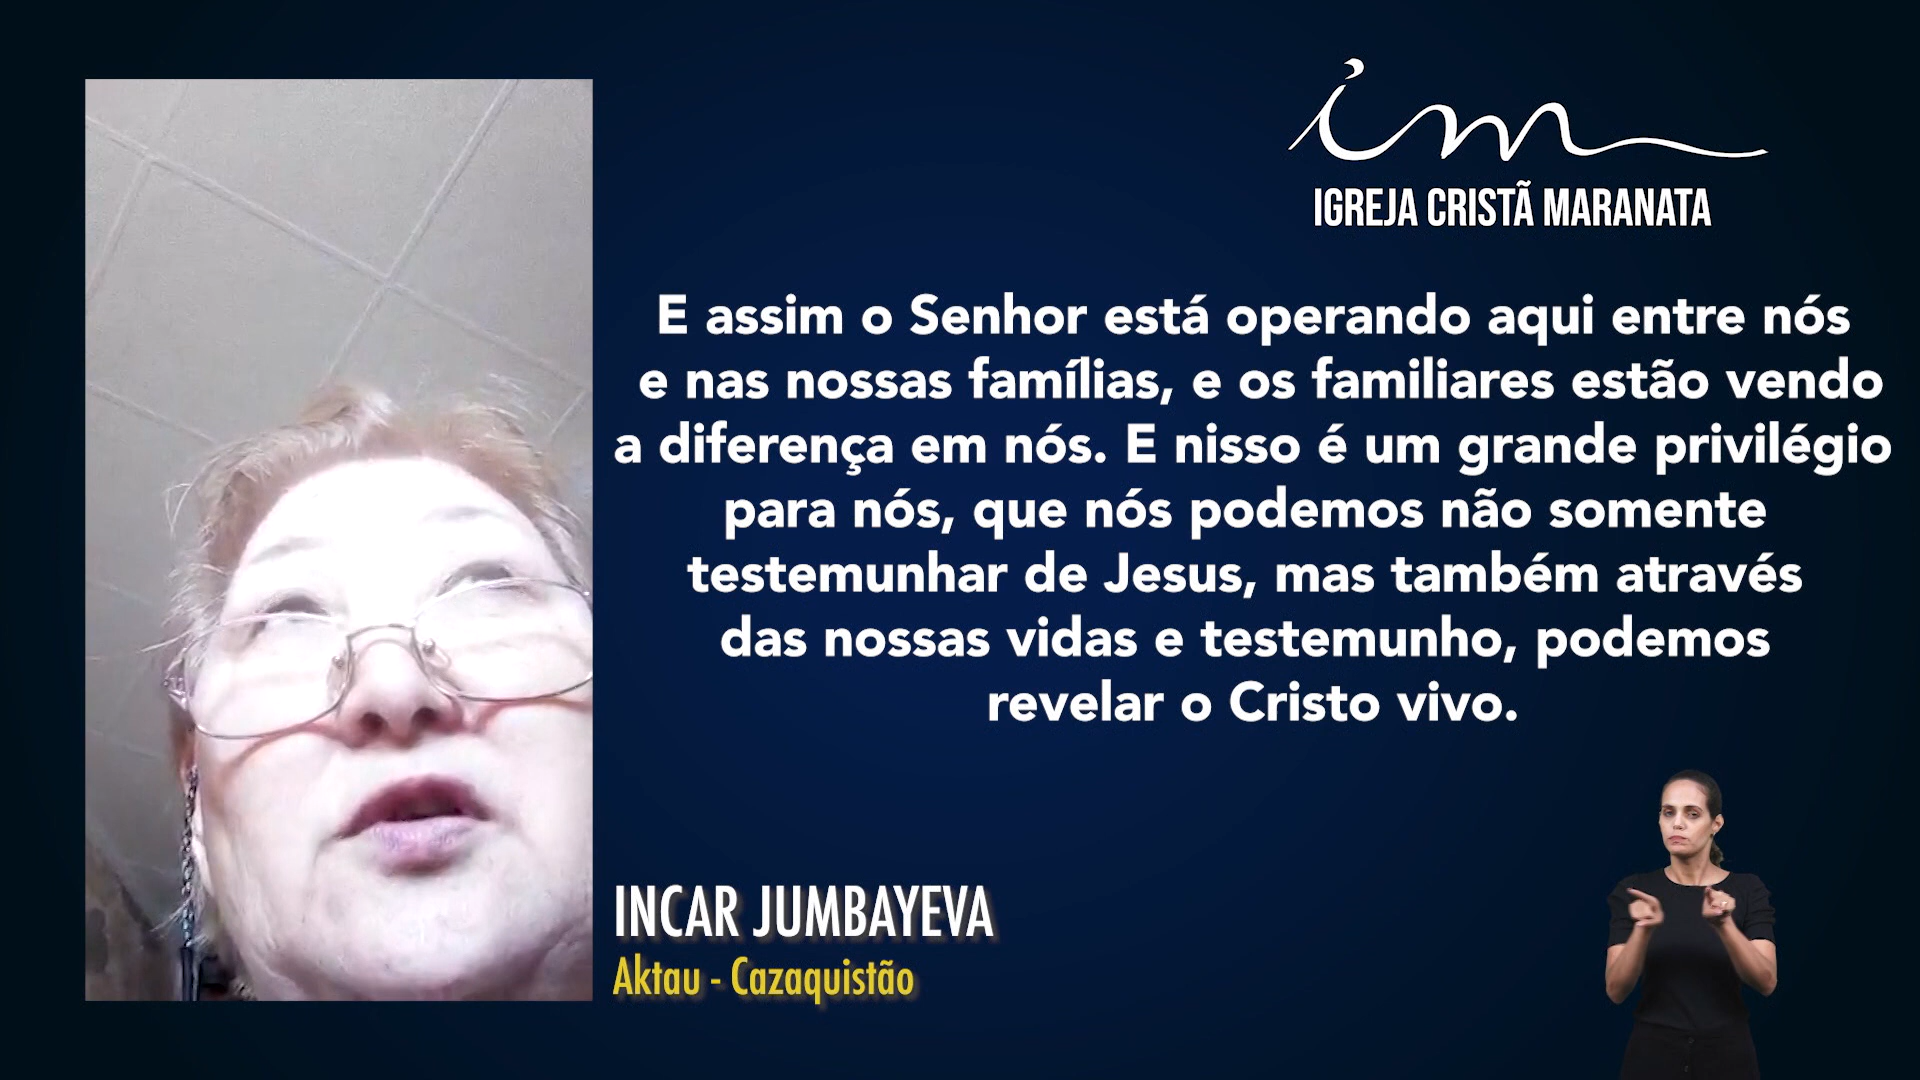 im
IGREJA CRISTÃ MARANATA
E assim o Senhor está operando aqui entre nós
e nas nossas famílias, e os familiares estão vendo
a diferença em nós. E nisso é um grande privilégio
para nós, que nós podemos não somente
testemunhar de Jesus, mas também através
das nossas vidas e testemunho, podemos
revelar o Cristo vivo.
INCAR JUMBAYEVA
Aktau - Cazaquistão